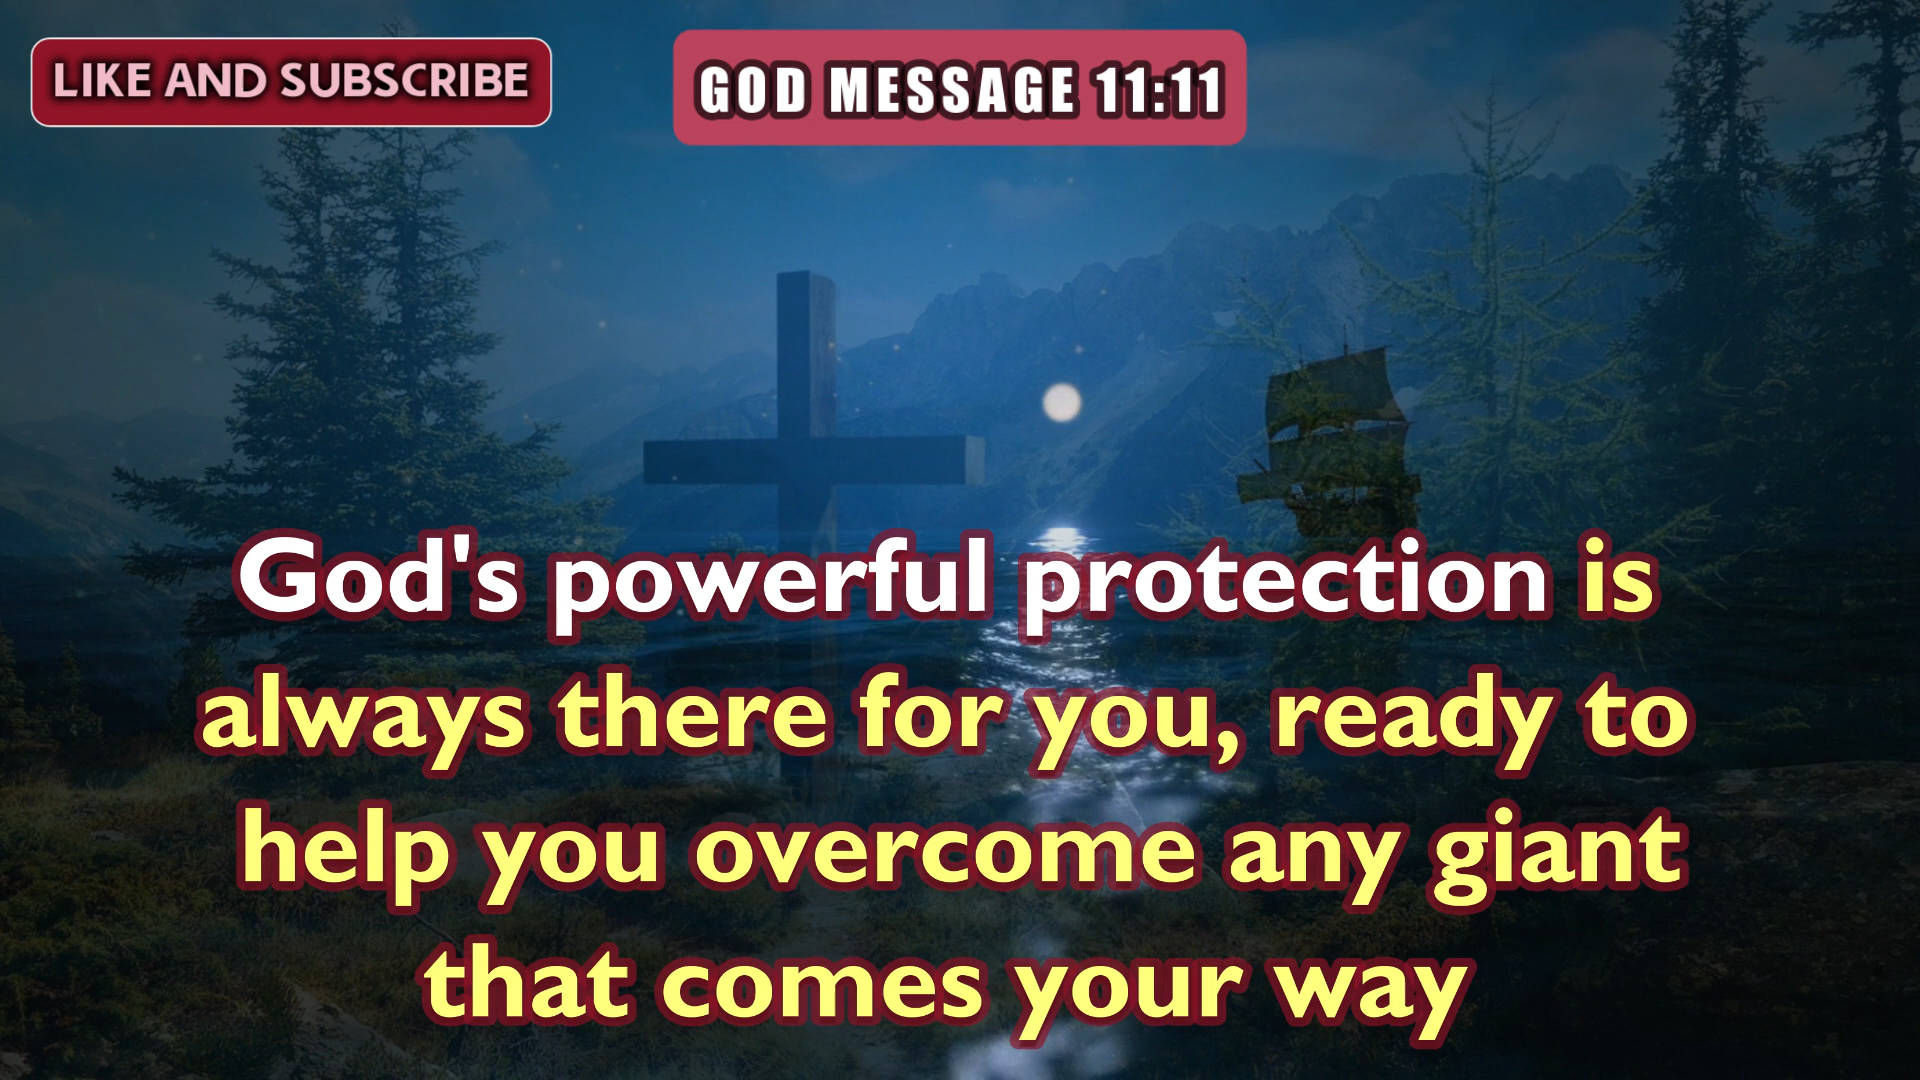 LIKE AND SUBSCRIBE
GOD MESSAGE 11:11
God's powerful protection is
always there for you, ready to
help you overcome any giant
that comes your way